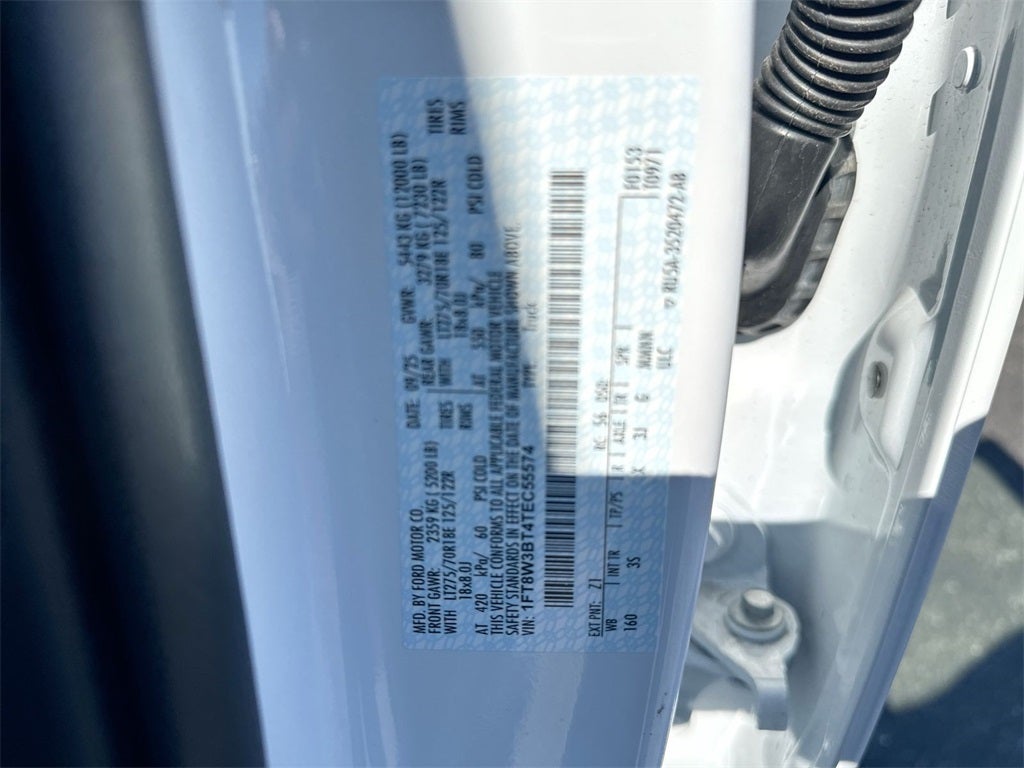 MFD. BY FORD MOTOR CO.
DATE: 09/25 GVWR: 5443 KG (12000 LB)
FRONT GAWR: 2359 KG (5200 LB) REAR GAWR: 3279 KG (7230 LB)
WITH LT275/70R18E 125/122R TIRES WITH LT275/70R18E 125/122R TIRES
18x8.0J RIMS 18x8.0J RIMS
AT 420 kPa/ 60 PSI COLD AT 550 kPa/ 80 PSI COLD
THIS VEHICLE CONFORMS TO ALL APPLICABLE FEDERAL MOTOR VEHICLE
SAFETY STANDARDS IN EFFECT ON THE DATE OF MANUFACTURE SHOWN ABOVE.
VIN: 1FT8W3BT4TEC55574 TYPE Truck
F0153
T0971
EXT PNT: Z1 RC: 56 DSO:
WB INT TR TP/PS R AXLE TR SPR
160 3S 3J G
ULC
▽ RU5A-2520472-AB